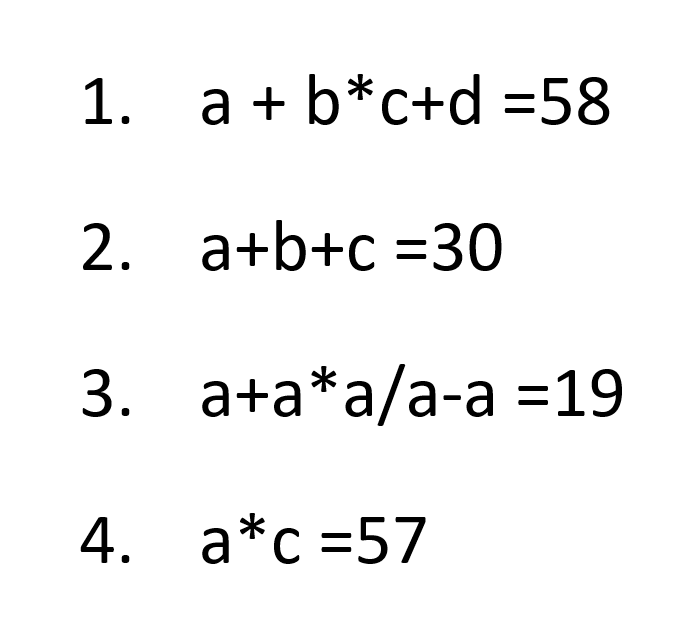 1. a + b*c+d =58
2. a+b+c =30
3. a+a*a/a-a =19
4. a*c =57